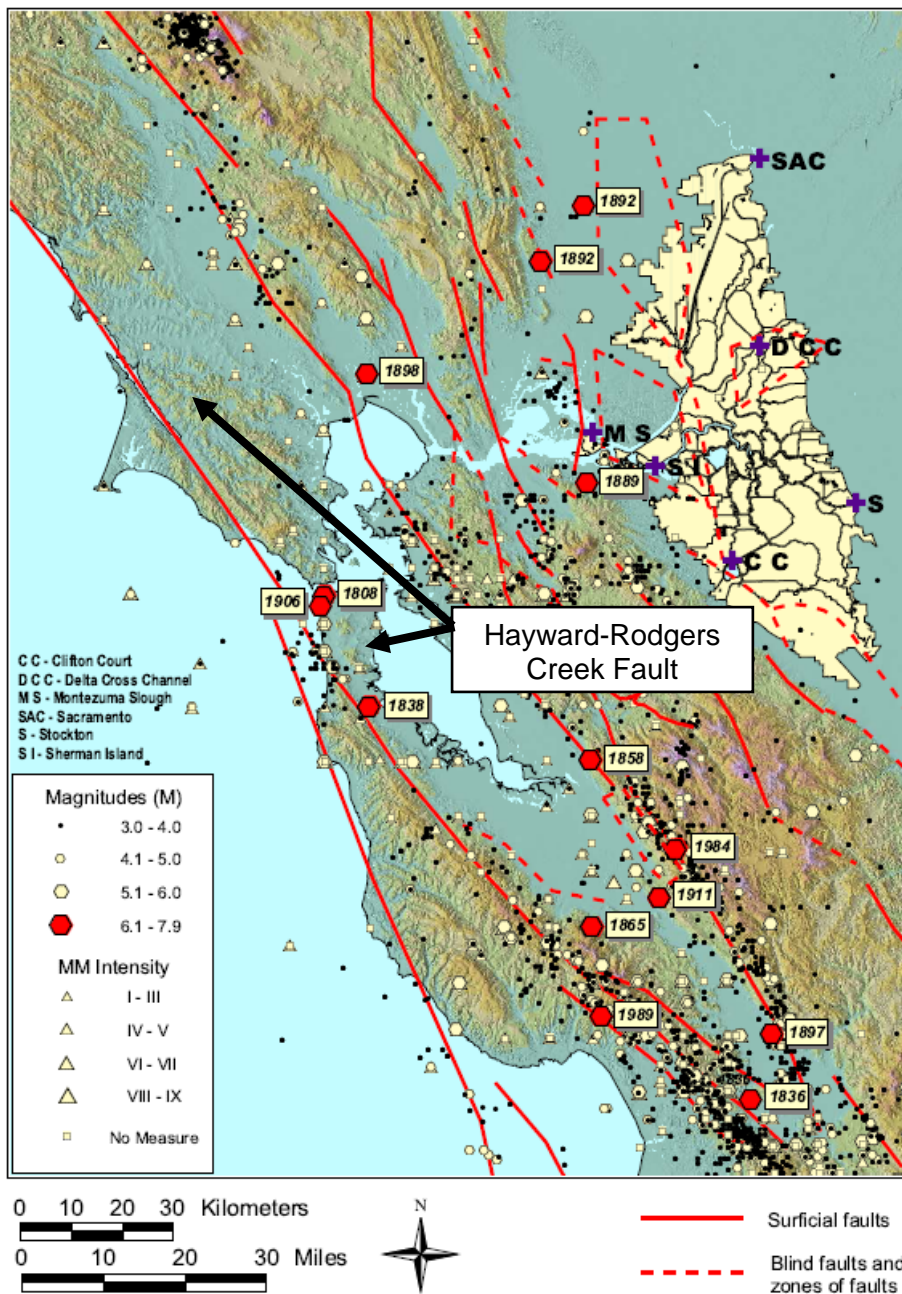 SAC
1892
1892
D C C
1898
M S
S I
1889
S
C C
1808
1906
Hayward-Rodgers
Creek Fault
C C - Clifton Court
D C C - Delta Cross Channel
M S - Montezuma Slough
SAC - Sacramento
S - Stockton
S I - Sherman Island
1838
1858
1984
1911
1865
1989
1897
1836
Magnitudes (M)
3.0 - 4.0
4.1 - 5.0
5.1 - 6.0
6.1 - 7.9
MM Intensity
I - III
IV - V
VI - VII
VIII - IX
No Measure
0 10 20 30 Kilometers
0 10 20 30 Miles
N
Surficial faults
Blind faults and
zones of faults